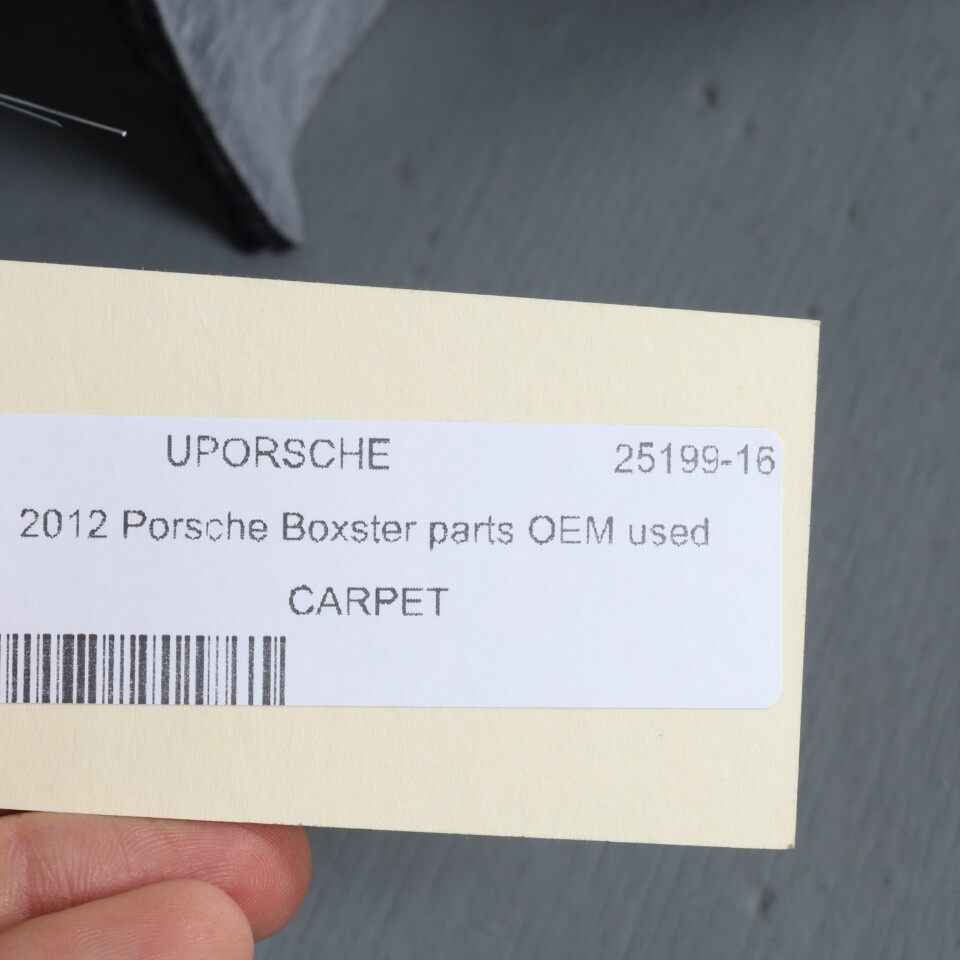 UPORSCHE 25199-16
2012 Porsche Boxster parts OEM used
CARPET